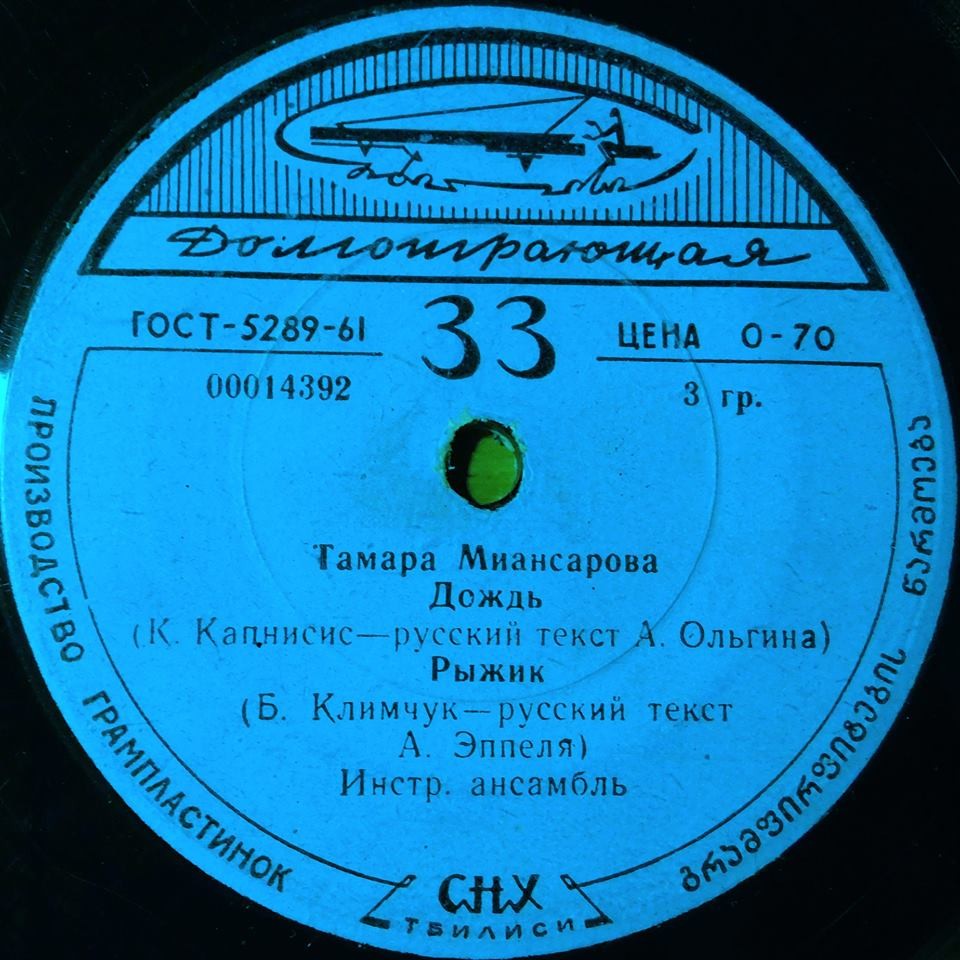 Долгоиграющая
ГОСТ-5289-61
33
ЦЕНА 0-70
00014392
3 гр.
Тамара Миансарова
Дождь
(К. Капнисис—русский текст А. Ольгина)
Рыжик
(Б. Климчук—русский текст
А. Эппеля)
Инстр. ансамбль
ПРОИЗВОДСТВО ГРАМПЛАСТИНОК
СНХ
ТБИЛИСИ
გრამფირფიტების წარმოება